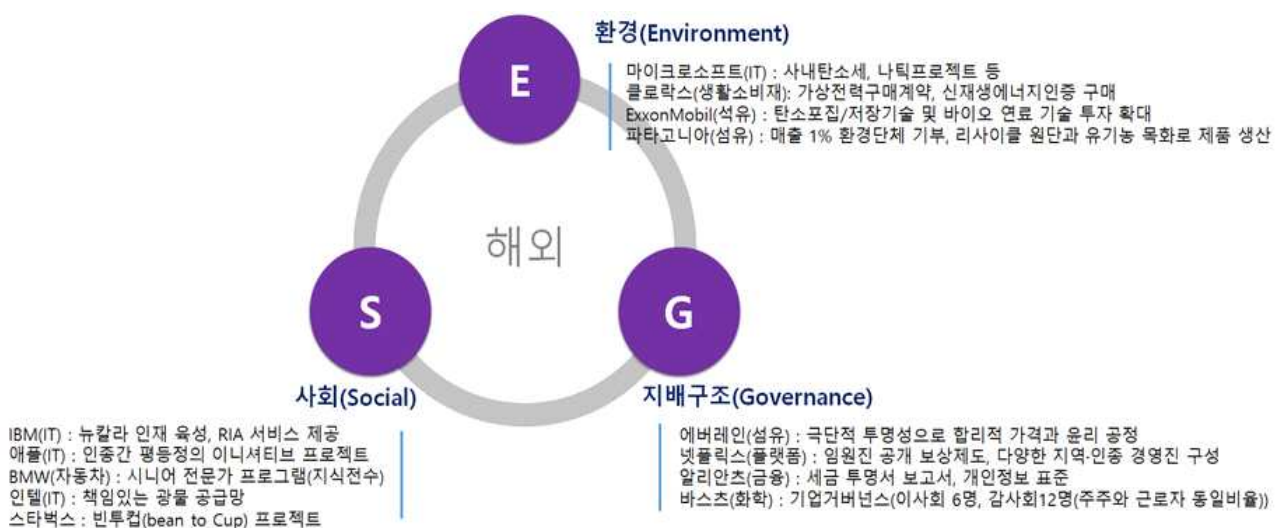 환경(Environment)
E
마이크로소프트(IT) : 사내탄소세, 나틱프로젝트 등
클로락스(생활소비재): 가상전력구매계약, 신재생에너지인증 구매
ExxonMobil(석유) : 탄소포집/저장기술 및 바이오 연료 기술 투자 확대
파타고니아(섬유) : 매출 1% 환경단체 기부, 리사이클 원단과 유기농 목화로 제품 생산
해외
S
G
사회(Social)
IBM(IT) : 뉴칼라 인재 육성, RIA 서비스 제공
애플(IT) : 인종간 평등정의 이니셔티브 프로젝트
BMW(자동차) : 시니어 전문가 프로그램(지식전수)
인텔(IT) : 책임있는 광물 공급망
스타벅스 : 빈투컵(bean to Cup) 프로젝트
지배구조(Governance)
에버레인(섬유) : 극단적 투명성으로 합리적 가격과 윤리 공정
넷플릭스(플랫폼) : 임원진 공개 보상제도, 다양한 지역·인종 경영진 구성
알리안츠(금융) : 세금 투명서 보고서, 개인정보 표준
바스츠(화학) : 기업거버넌스(이사회 6명, 감사회12명(주주와 근로자 동일비율))